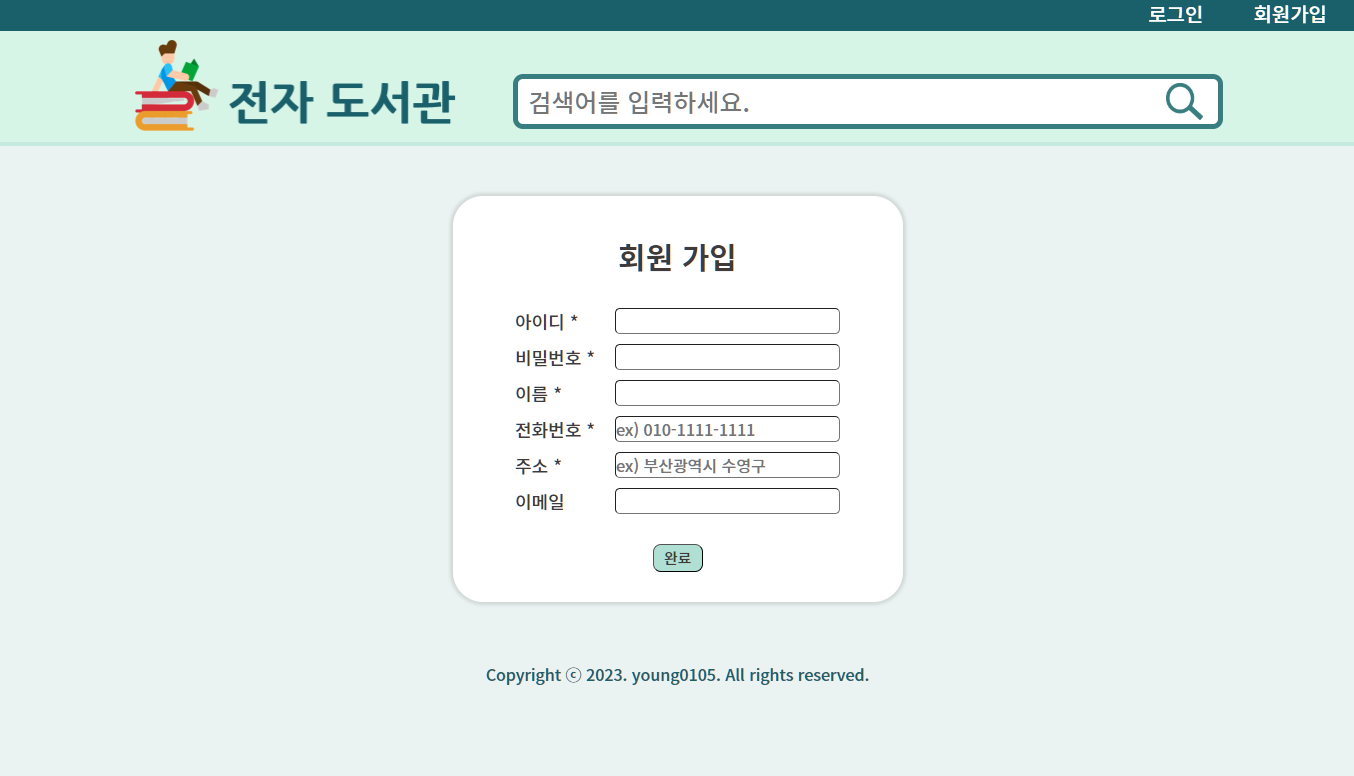 로그인 회원가입
전자 도서관
검색어를 입력하세요.
회원 가입
아이디 *
비밀번호 *
이름 *
전화번호 * ex) 010-1111-1111
주소 * ex) 부산광역시 수영구
이메일
완료
Copyright ⓒ 2023. young0105. All rights reserved.